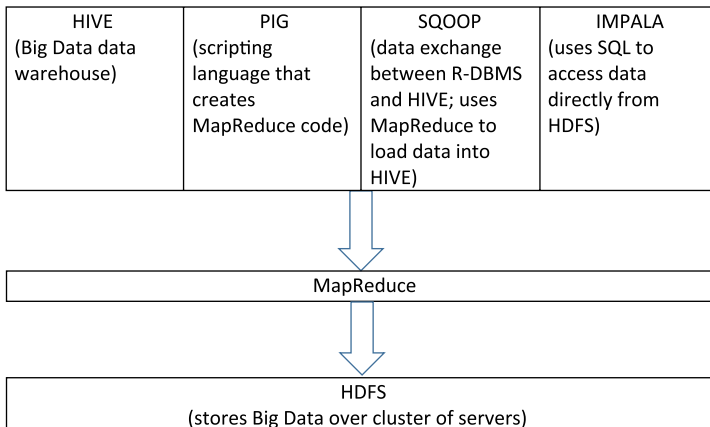 HIVE
(Big Data data
warehouse)
PIG
(scripting
language that
creates
MapReduce code)
SQOOP
(data exchange
between R-DBMS
and HIVE; uses
MapReduce to
load data into
HIVE)
IMPALA
(uses SQL to
access data
directly from
HDFS)
MapReduce
HDFS
(stores Big Data over cluster of servers)